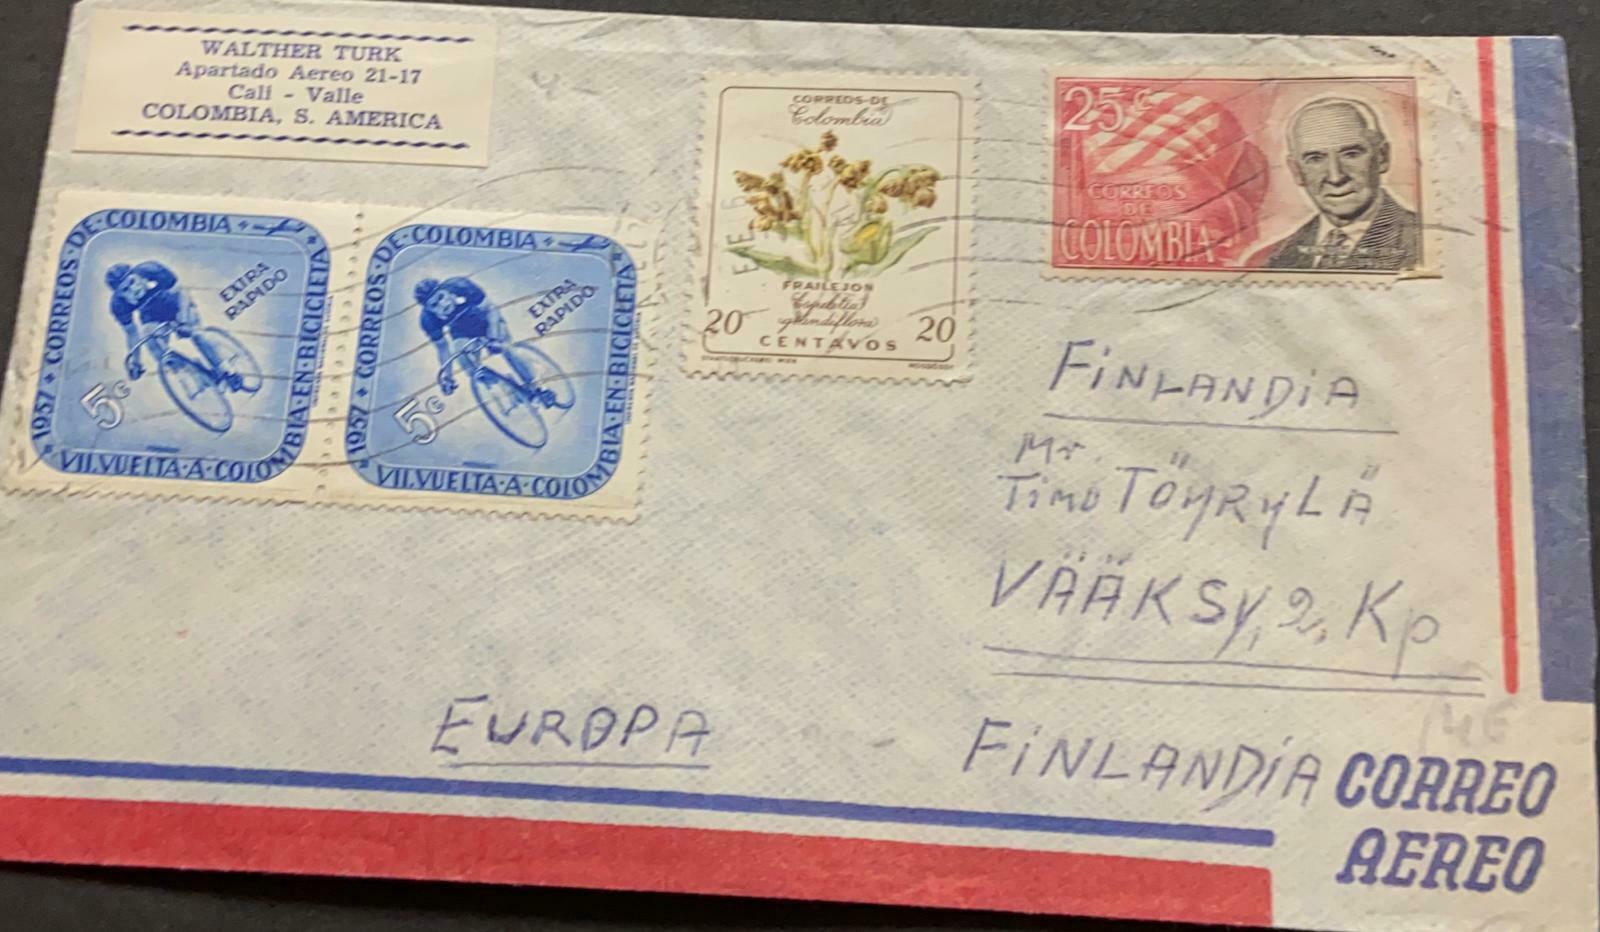 WALTHER TURK
Apartado Aereo 21-17
Cali - Valle
COLOMBIA, S. AMERICA
1957 CORREOS·DE·COLOMBIA
EXTRA
RAPIDO
5c
VII.VUELTA·A·COLOMBIA·EN·BICICLETA
1957 CORREOS·DE·COLOMBIA
EXTRA
RAPIDO
5c
VII.VUELTA·A·COLOMBIA·EN·BICICLETA
CORREOS·DE
Colombia
FRAILEJON
Espeletia
grandiflora
20 20
CENTAVOS
25c
CORREOS
DE
COLOMBIA
FiNLANDiA
Mr.
Timo TÖYRYLÄ
VÄÄKSy, 2, Kp
EUROPA
FiNLANDiA
CORREO
AEREO